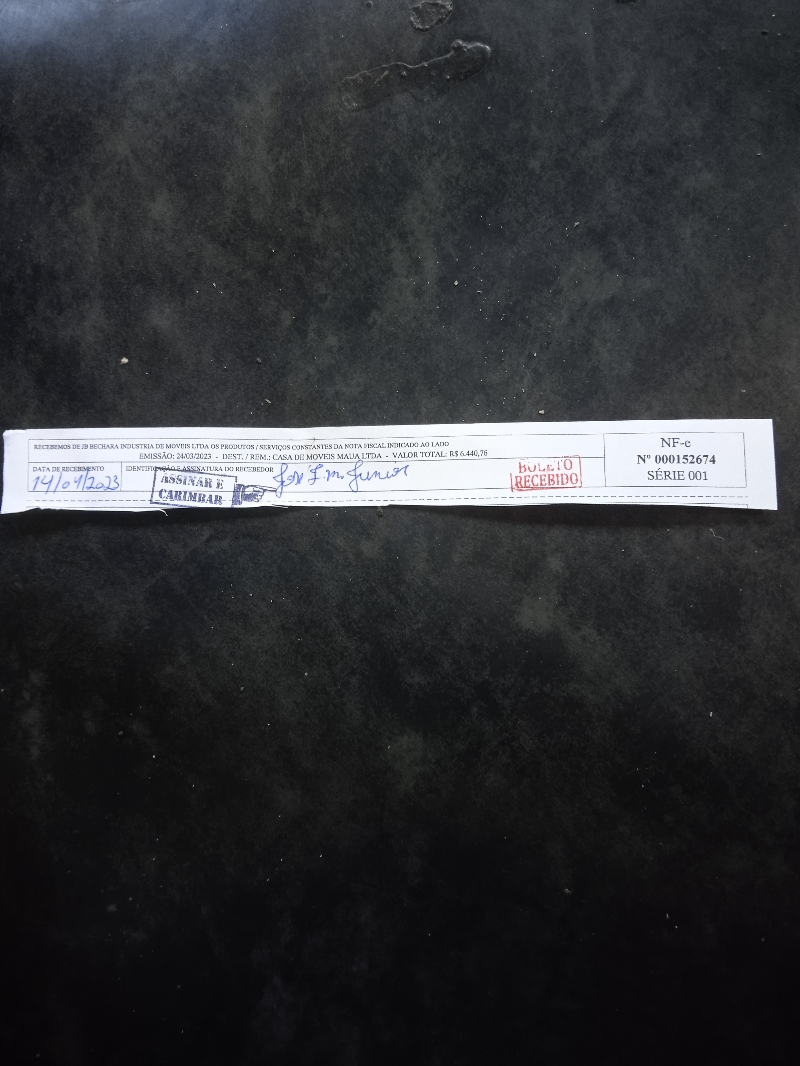 RECEBEMOS DE JB BECHARA INDUSTRIA DE MOVEIS LTDA OS PRODUTOS / SERVIÇOS CONSTANTES DA NOTA FISCAL INDICADO AO LADO
EMISSÃO: 24/03/2023 - DEST. / REM.: CASA DE MOVEIS MAUA LTDA - VALOR TOTAL: R$ 6.440,76
NF-e
Nº 000152674
SÉRIE 001
DATA DE RECEBIMENTO
14/04/2023
IDENTIFICAÇÃO E ASSINATURA DO RECEBEDOR
ASSINAR E
CARIMBAR
Junior
BOLETO
RECEBIDO